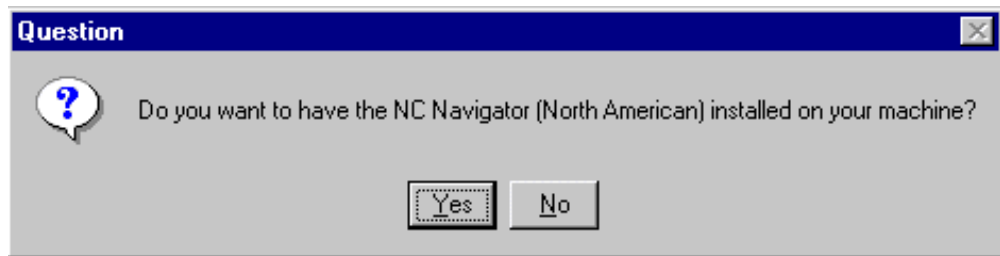 Question
?
Do you want to have the NC Navigator (North American) installed on your machine?
Yes No